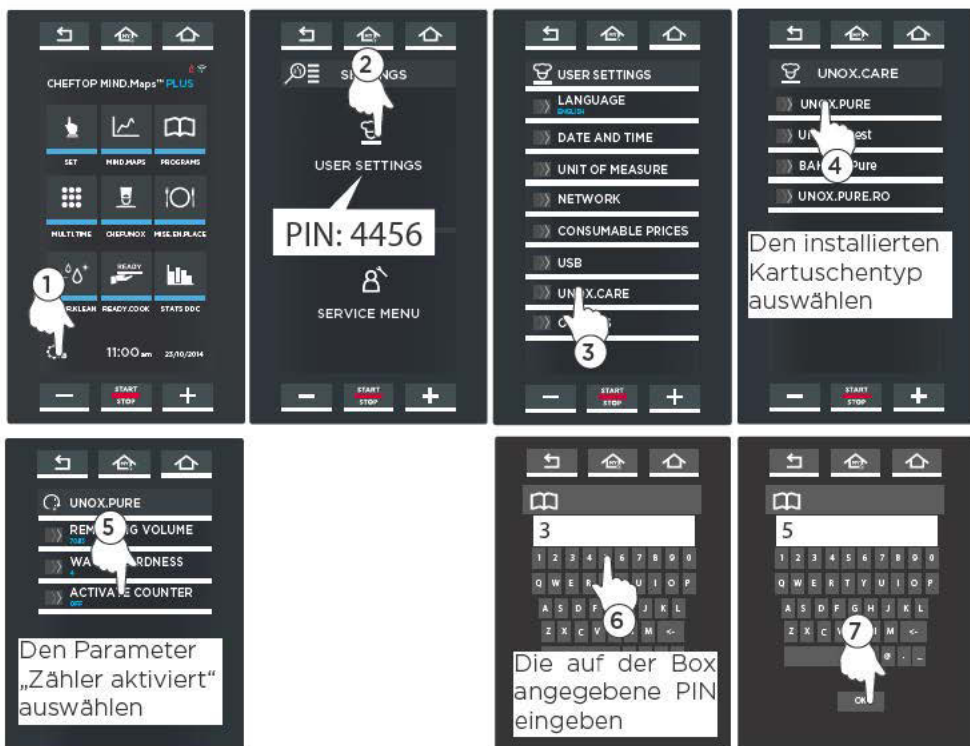 CHEFTOP MIND.Maps™ PLUS
SET
MIND.MAPS
PROGRAMS
MULTI.TIME
CHEFUNOX
MISE.EN.PLACE
READY
1
READY.COOK
STATS DDC
11:00 am
23/10/2014
START
STOP
2
USER SETTINGS
PIN: 4456
SERVICE MENU
START
STOP
USER SETTINGS
LANGUAGE
ENGLISH
DATE AND TIME
UNIT OF MEASURE
NETWORK
CONSUMABLE PRICES
USB
3
START
STOP
UNOX.CARE
4
UNOX.PURE.RO
Den installierten
Kartuschentyp
auswählen
START
STOP
UNOX.PURE
5
VOLUME
ACTIVATE COUNTER
OFF
Den Parameter
„Zähler aktiviert“
auswählen
3
1 2 3 4 6 7 8 9 0
Q W E R U I O P
A S D F J K L
Z X C V M <-
6
Die auf der Box
angegebene PIN
eingeben
5
1 2 3 4 5 6 7 8 9 0
Q W E R T Y U I O P
A S D F G H J K L
Z X C V M <-
7
@ . _
OK